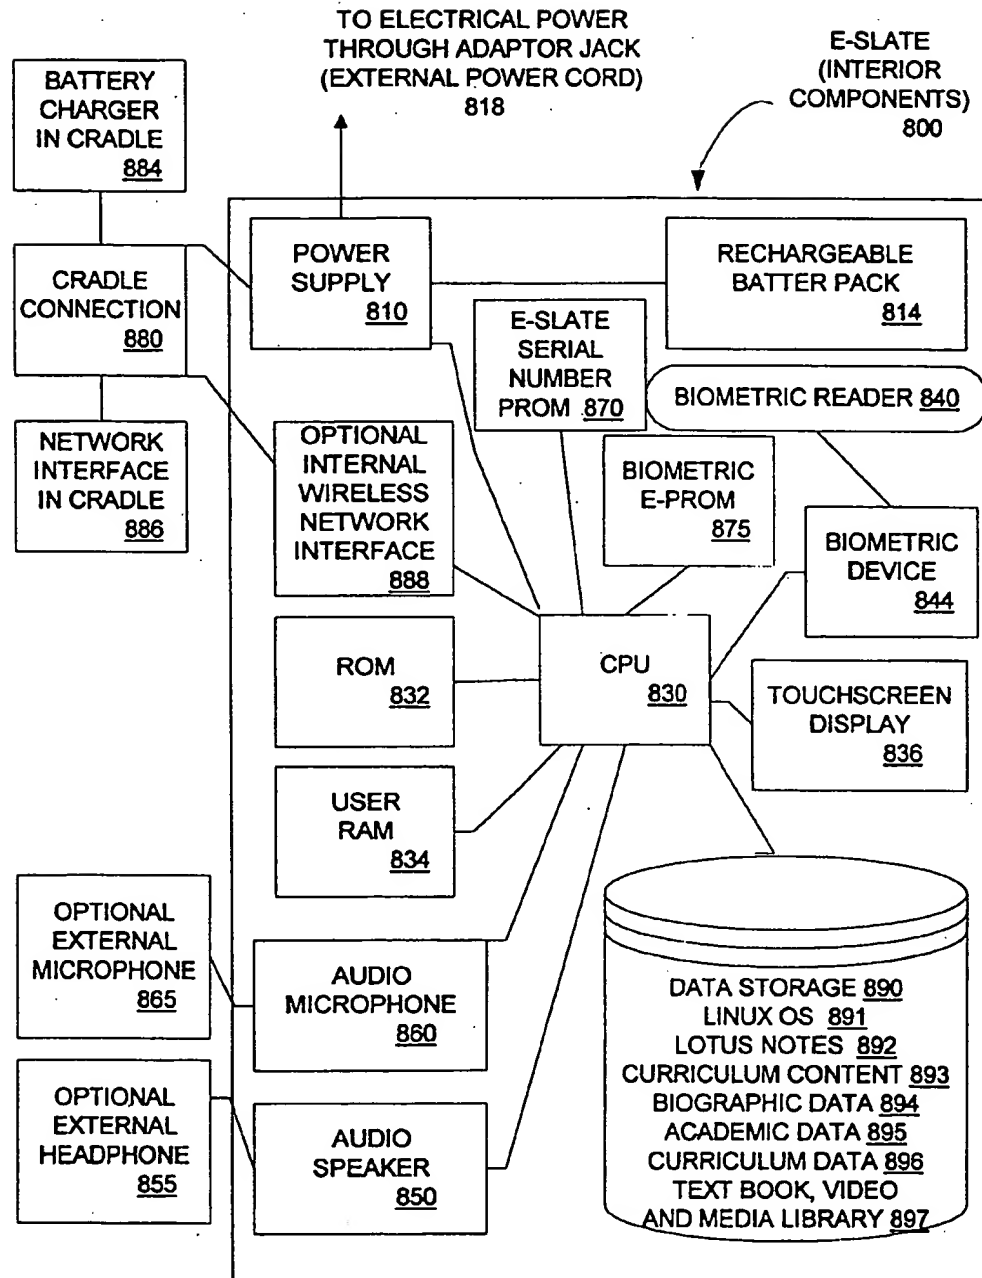 TO ELECTRICAL POWER
THROUGH ADAPTOR JACK
(EXTERNAL POWER CORD)
818
E-SLATE
(INTERIOR
COMPONENTS)
800
BATTERY
CHARGER
IN CRADLE
884
CRADLE
CONNECTION
880
NETWORK
INTERFACE
IN CRADLE
886
POWER
SUPPLY
810
RECHARGEABLE
BATTER PACK
814
E-SLATE
SERIAL
NUMBER
PROM 870
BIOMETRIC READER 840
OPTIONAL
INTERNAL
WIRELESS
NETWORK
INTERFACE
888
BIOMETRIC
E-PROM
875
BIOMETRIC
DEVICE
844
ROM
832
CPU
830
TOUCHSCREEN
DISPLAY
836
USER
RAM
834
OPTIONAL
EXTERNAL
MICROPHONE
865
AUDIO
MICROPHONE
860
OPTIONAL
EXTERNAL
HEADPHONE
855
AUDIO
SPEAKER
850
DATA STORAGE 890
LINUX OS 891
LOTUS NOTES 892
CURRICULUM CONTENT 893
BIOGRAPHIC DATA 894
ACADEMIC DATA 895
CURRICULUM DATA 896
TEXT BOOK, VIDEO
AND MEDIA LIBRARY 897